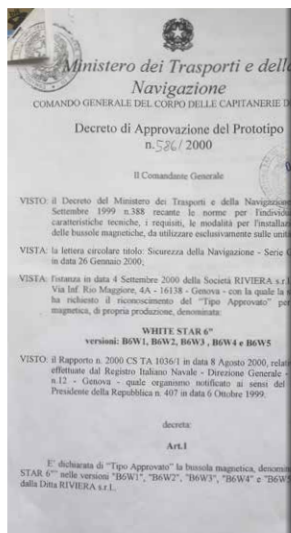 Ministero dei Trasporti e della
Navigazione
COMANDO GENERALE DEL CORPO DELLE CAPITANERIE D
Decreto di Approvazione del Prototipo
n.586/2000
Il Comandante Generale
VISTO: il Decreto del Ministero dei Trasporti e della Navigazione
Settembre 1999 n.388 recante le norme per l'individu
caratteristiche tecniche, i requisiti, le modalità per l'installaz
delle bussole magnetiche, da utilizzare esclusivamente sulle unità
VISTA: la lettera circolare titolo: Sicurezza della Navigazione - Serie G
in data 26 Gennaio 2000;
VISTA: l'istanza in data 4 Settembre 2000 della Società RIVIERA s.r.l
Via Inf. Rio Maggiore, 4A - 16138 - Genova - con la quale la s
ha richiesto il riconoscimento del "Tipo Approvato" per
magnetica, di propria produzione, denominata:
WHITE STAR 6"
versioni: B6W1, B6W2, B6W3 , B6W4 e B6W5
VISTO: il Rapporto n. 2000 CS TA 1036/1 in data 8 Agosto 2000, relati
effettuate dal Registro Italiano Navale - Direzione Generale -
n.12 - Genova - quale organismo notificato ai sensi del
Presidente della Repubblica n. 407 in data 6 Ottobre 1999.
decreta:
Art.1
E' dichiarata di "Tipo Approvato" la bussola magnetica, denomin
STAR 6"" nelle versioni "B6W1", "B6W2", "B6W3", "B6W4" e "B6W5
dalla Ditta RIVIERA s.r.l.